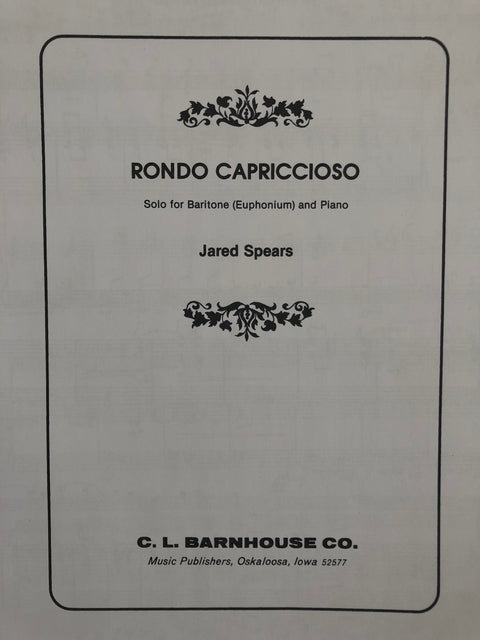 RONDO CAPRICCIOSO
Solo for Baritone (Euphonium) and Piano
Jared Spears
C. L. BARNHOUSE CO.
Music Publishers, Oskaloosa, Iowa 52577